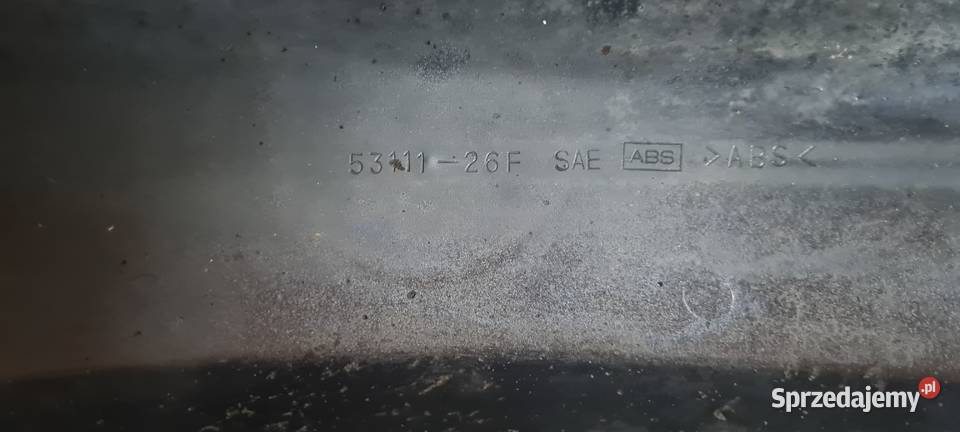 53111-26F SAE ABS >ABS<
Sprzedajemy.pl